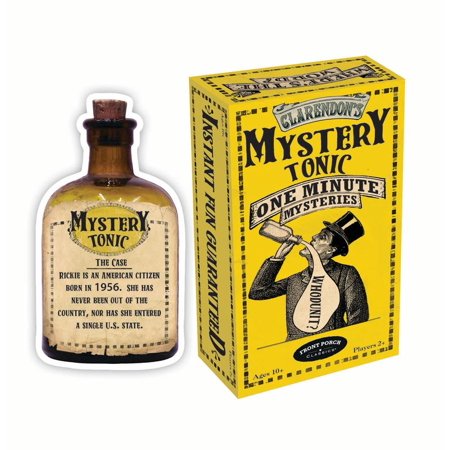 MYSTERY
TONIC
THE CASE
RICKIE IS AN AMERICAN CITIZEN
BORN IN 1956. SHE HAS
NEVER BEEN OUT OF THE
COUNTRY, NOR HAS SHE ENTERED
A SINGLE U.S. STATE.
INSTANT FUN GUARANTEED:
CLARENDON'S
MYSTERY
TONIC
ONE MINUTE
MYSTERIES
WHODUNIT?
FRONT PORCH
CLASSICS
Ages 10+
Players 2+